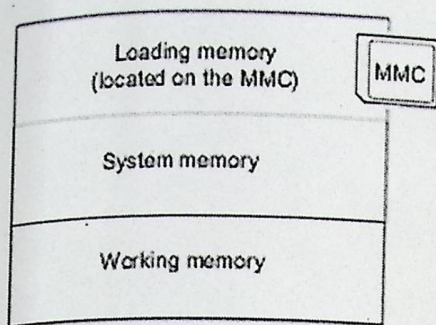 Loading memory
(located on the MMC)
MMC
System memory
Working memory